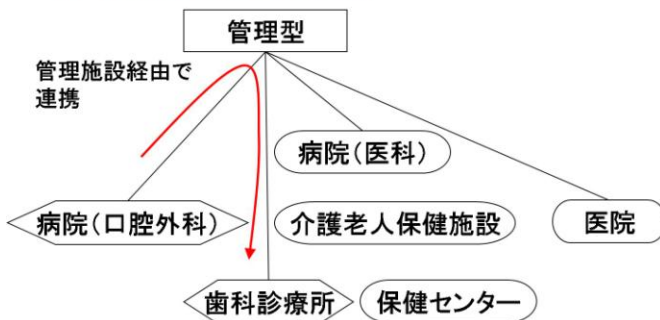 管理型
管理施設経由で
連携
病院（医科）
病院（口腔外科）
介護老人保健施設
医院
歯科診療所
保健センター